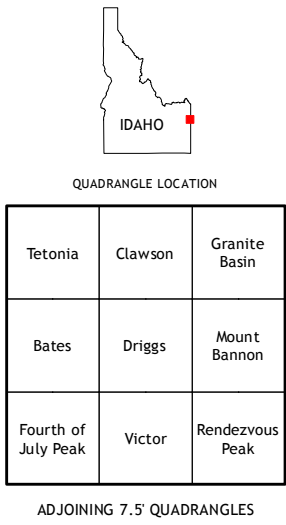 IDAHO
QUADRANGLE LOCATION
Tetonia
Clawson
Granite
Basin
Bates
Driggs
Mount
Bannon
Fourth of
July Peak
Victor
Rendezvous
Peak
ADJOINING 7.5' QUADRANGLES